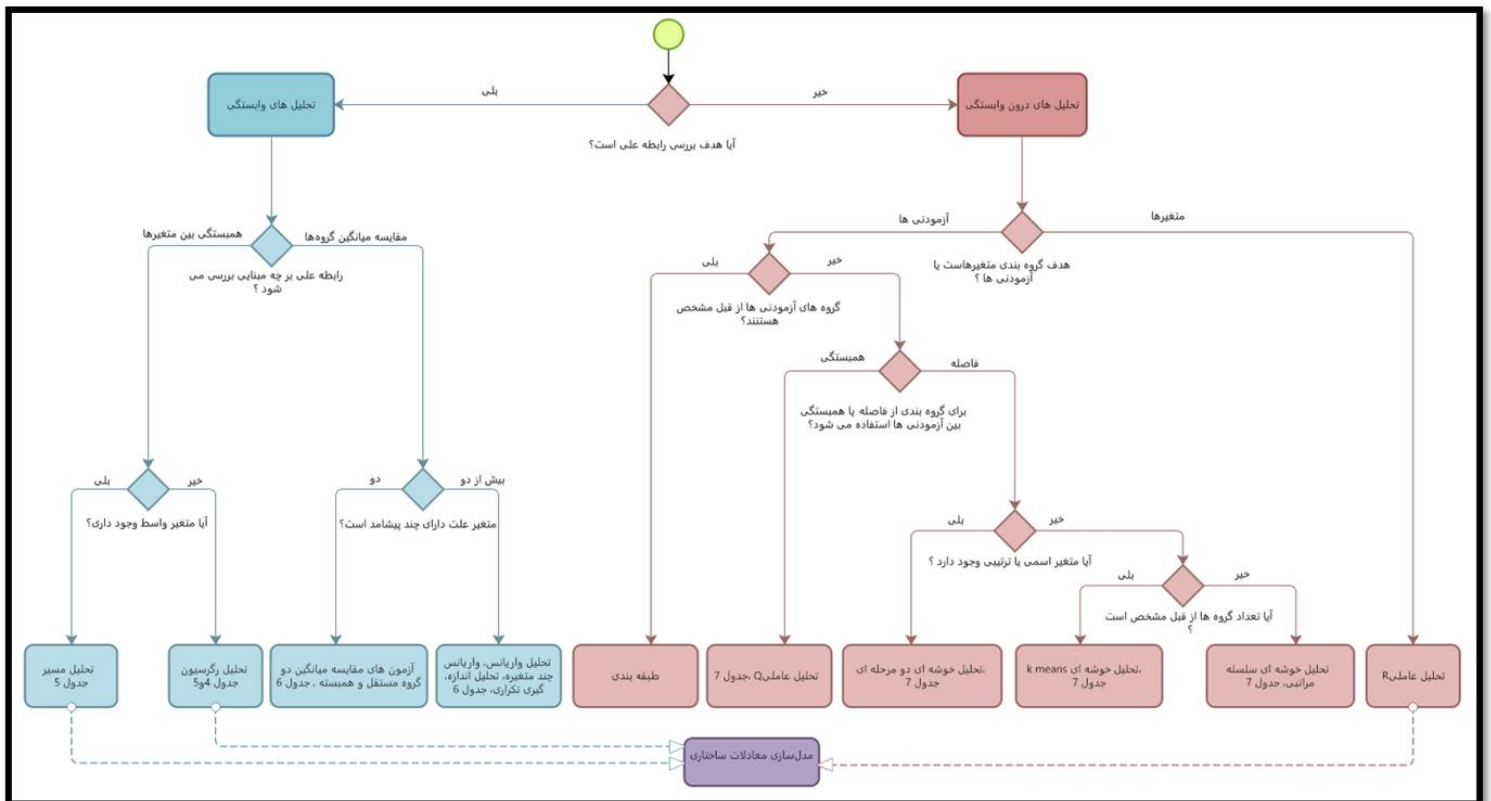 تحلیل های وابستگی
بلی
خیر
تحلیل های درون وابستگی
آیا هدف بررسی رابطه علی است؟
همبستگی بین متغیرها
مقایسه میانگین گروه‌ها
رابطه علی بر چه مبنایی بررسی می
شود ؟
آزمودنی ها
متغیرها
هدف گروه بندی متغیرهاست یا
آزمودنی ها ؟
بلی
خیر
گروه های آزمودنی ها از قبل مشخص
هستند؟
همبستگی
فاصله
برای گروه بندی از فاصله یا همبستگی
بین آزمودنی ها استفاده می شود؟
بلی
خیر
آیا متغیر واسط وجود داری؟
دو
بیش از دو
متغیر علت دارای چند پیشامد است؟
بلی
خیر
آیا متغیر اسمی یا ترتیبی وجود دارد ؟
بلی
خیر
آیا تعداد گروه ها از قبل مشخص است
؟
تحلیل مسیر
جدول 5
تحلیل رگرسیون
جدول 4و5
آزمون های مقایسه میانگین دو
گروه مستقل و همبسته ، جدول 6
تحلیل واریانس، واریانس
چند متغیره، تحلیل اندازه،
گیری تکراری، جدول 6
طبقه بندی
تحلیل عاملیQ ،جدول 7
،تحلیل خوشه ای دو مرحله ای
جدول 7
،تحلیل خوشه ای k means
جدول 7
تحلیل خوشه ای سلسله
مراتبی، جدول 7
تحلیل عاملیR
مدل‌سازی معادلات ساختاری